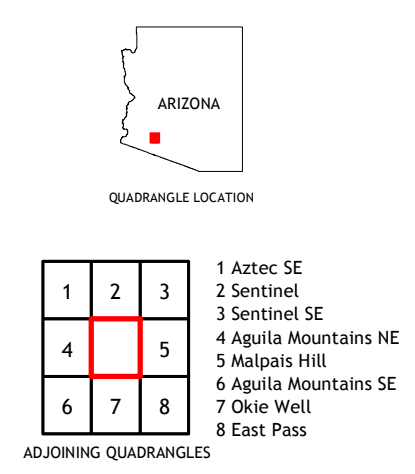 ARIZONA
QUADRANGLE LOCATION
1 2 3
4 5
6 7 8
1 Aztec SE
2 Sentinel
3 Sentinel SE
4 Aguila Mountains NE
5 Malpais Hill
6 Aguila Mountains SE
7 Okie Well
8 East Pass
ADJOINING QUADRANGLES